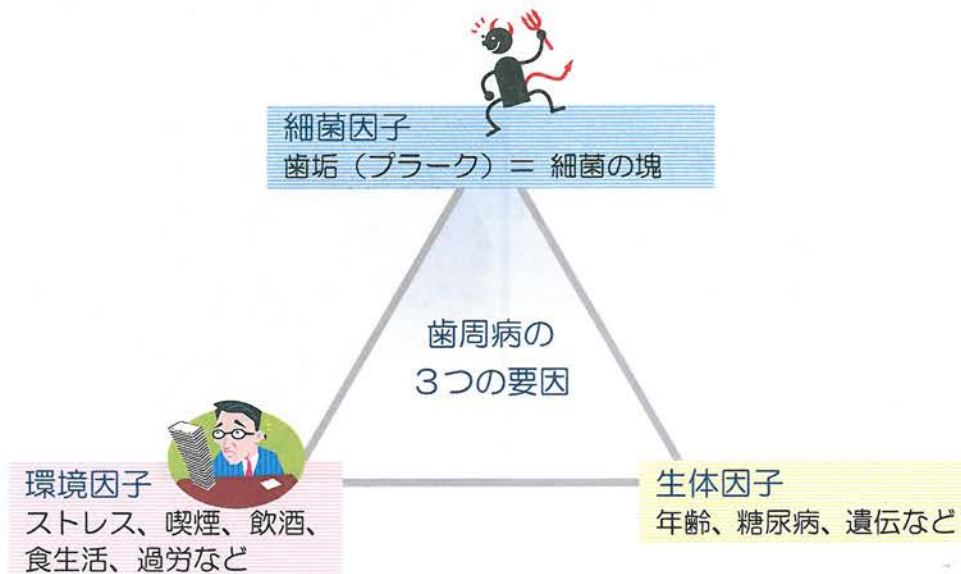 細菌因子
歯垢（プラーク）＝ 細菌の塊
歯周病の
３つの要因
環境因子
ストレス、喫煙、飲酒、
食生活、過労など
生体因子
年齢、糖尿病、遺伝など